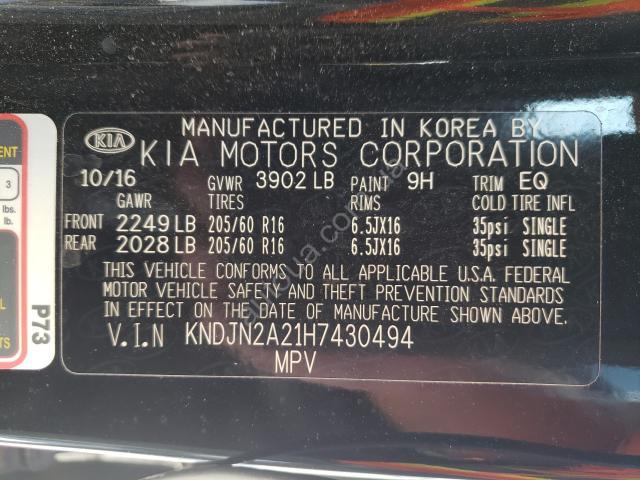 MANUFACTURED IN KOREA BY
KIA KIA MOTORS CORPORATION
10/16 GVWR 3902 LB PAINT 9H TRIM EQ
GAWR TIRES RIMS COLD TIRE INFL
FRONT 2249 LB 205/60 R16 6.5JX16 35psi SINGLE
REAR 2028 LB 205/60 R16 6.5JX16 35psi SINGLE
THIS VEHICLE CONFORMS TO ALL APPLICABLE U.S.A. FEDERAL
MOTOR VEHICLE SAFETY AND THEFT PREVENTION STANDARDS
IN EFFECT ON THE DATE OF MANUFACTURE SHOWN ABOVE.
V.I.N KNDJN2A21H7430494
MPV
3
lbs.
lbs.
P73